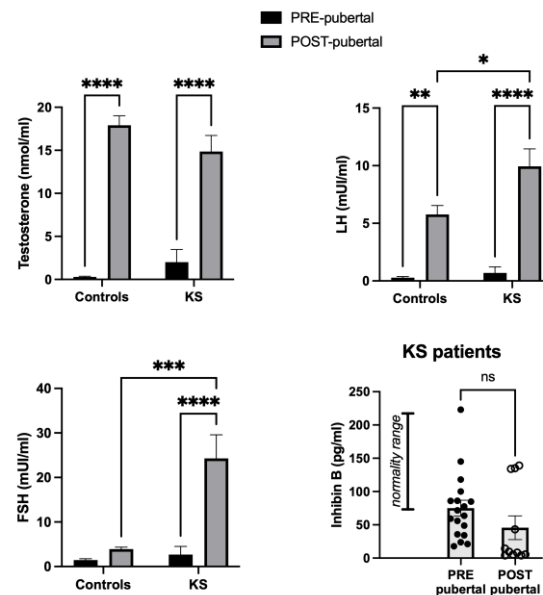 PRE-pubertal
POST-pubertal
****
****
20
15
10
5
0
Testosterone (nmol/ml)
Controls
KS
*
**
****
15
10
5
0
LH (mUI/ml)
Controls
KS
***
****
40
30
20
10
0
FSH (mUI/ml)
Controls
KS
KS patients
ns
250
200
150
100
50
0
Inhibin B (pg/ml)
normality range
PRE
pubertal
POST
pubertal